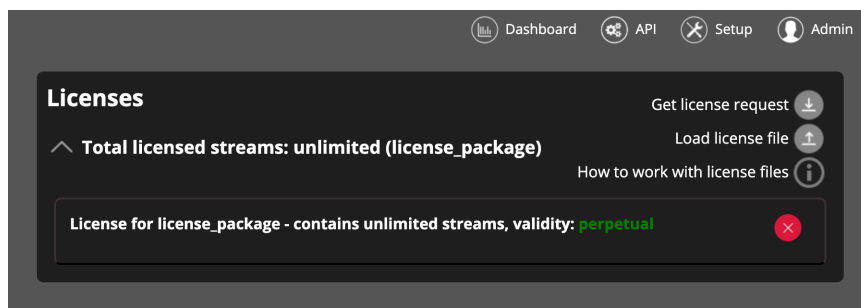 Dashboard API Setup Admin
Licenses
Get license request
Total licensed streams: unlimited (license_package)
Load license file
How to work with license files
License for license_package - contains unlimited streams, validity: perpetual